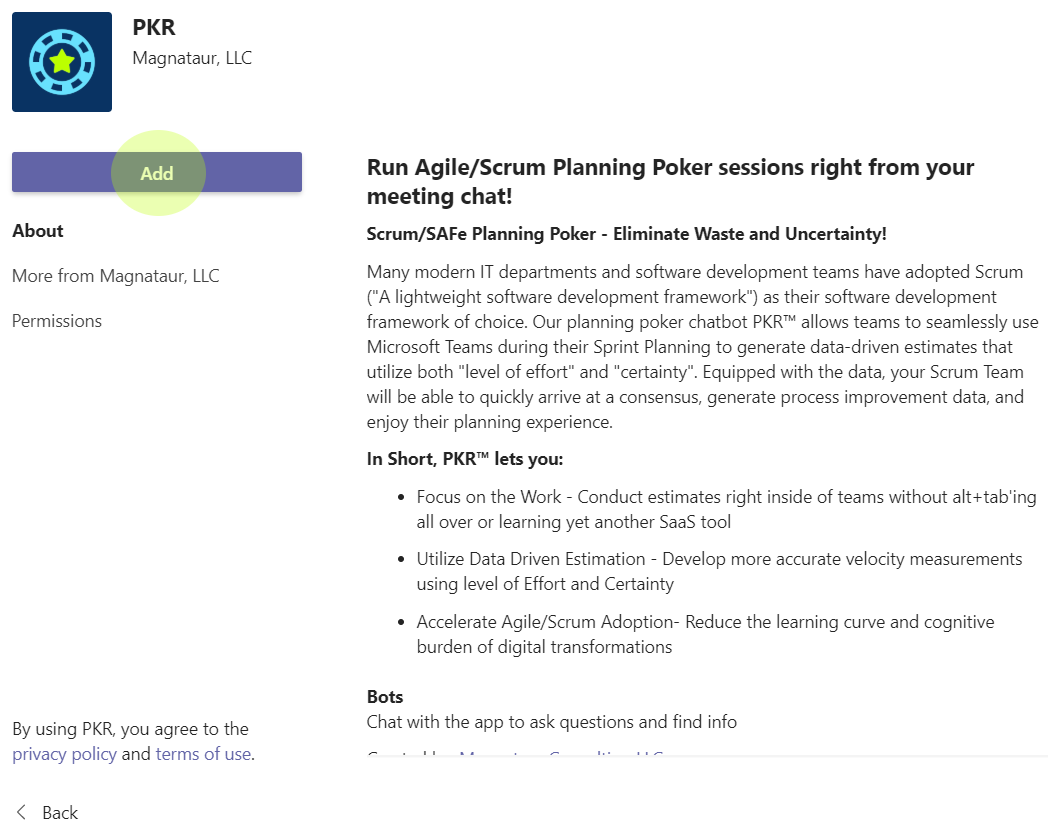 PKR
Magnataur, LLC
Add
About
More from Magnataur, LLC
Permissions
Run Agile/Scrum Planning Poker sessions right from your
meeting chat!
Scrum/SAFe Planning Poker - Eliminate Waste and Uncertainty!
Many modern IT departments and software development teams have adopted Scrum
("A lightweight software development framework") as their software development
framework of choice. Our planning poker chatbot PKR™ allows teams to seamlessly use
Microsoft Teams during their Sprint Planning to generate data-driven estimates that
utilize both "level of effort" and "certainty". Equipped with the data, your Scrum Team
will be able to quickly arrive at a consensus, generate process improvement data, and
enjoy their planning experience.
In Short, PKR™ lets you:
• Focus on the Work - Conduct estimates right inside of teams without alt+tab'ing
all over or learning yet another SaaS tool
• Utilize Data Driven Estimation - Develop more accurate velocity measurements
using level of Effort and Certainty
• Accelerate Agile/Scrum Adoption- Reduce the learning curve and cognitive
burden of digital transformations
Bots
Chat with the app to ask questions and find info
By using PKR, you agree to the
privacy policy and terms of use.
Back